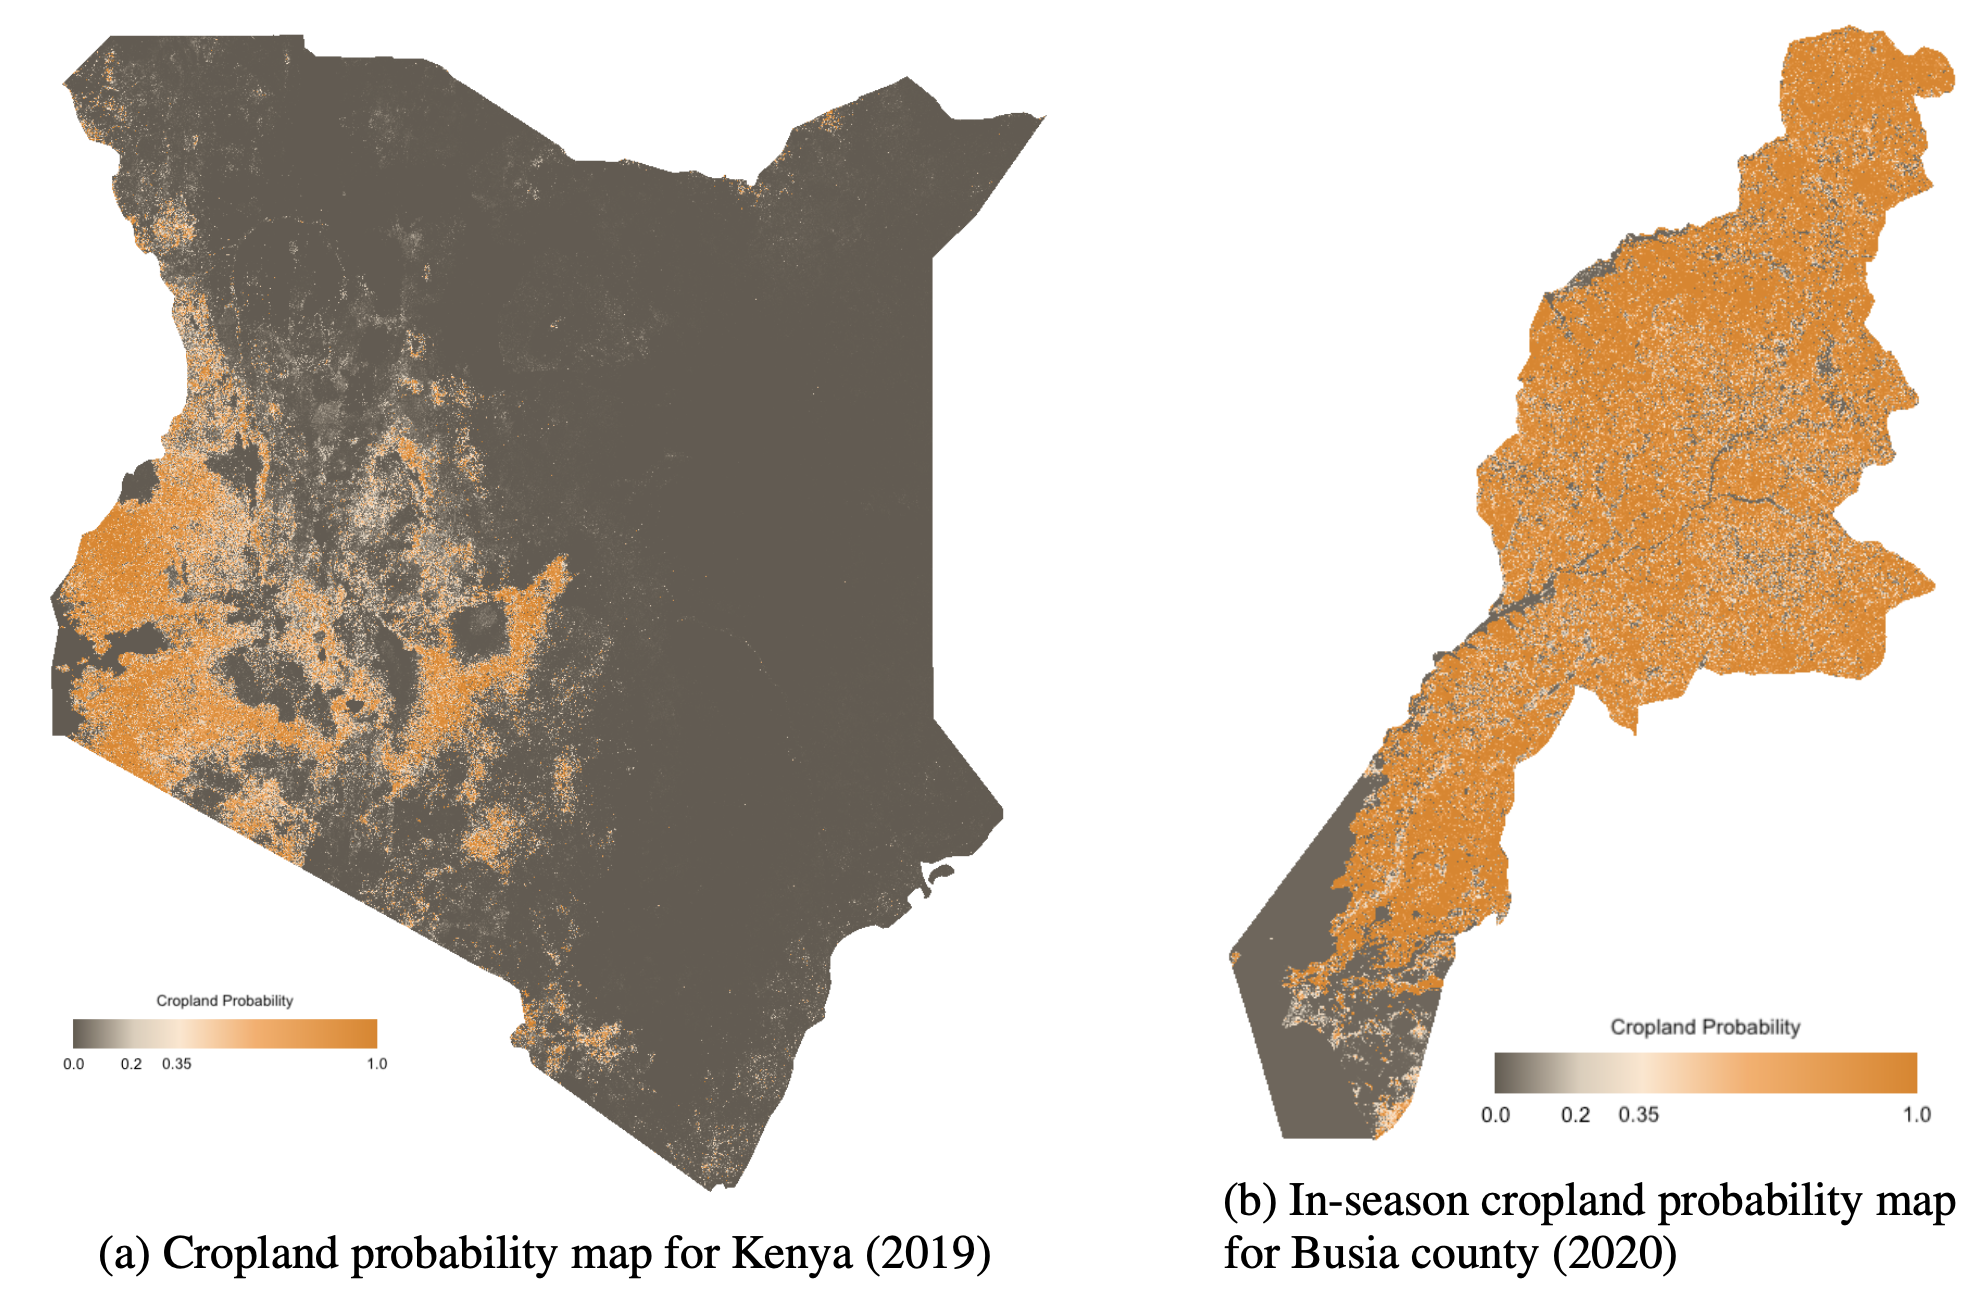 Cropland Probability
0.0 0.2 0.35 1.0
(a) Cropland probability map for Kenya (2019)
Cropland Probability
0.0 0.2 0.35 1.0
(b) In-season cropland probability map
for Busia county (2020)